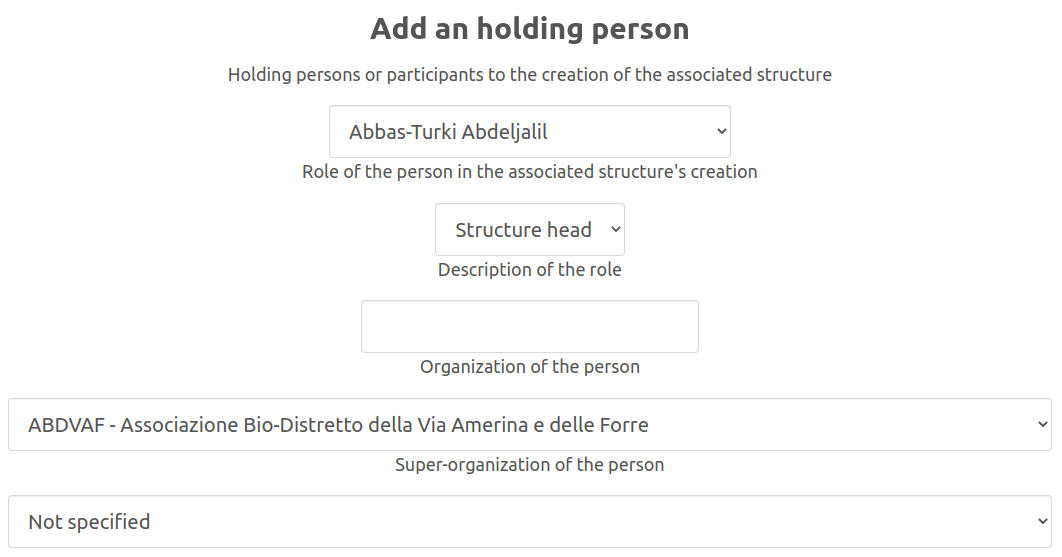 Add an holding person
Holding persons or participants to the creation of the associated structure
Abbas-Turki Abdeljalil
Role of the person in the associated structure's creation
Structure head
Description of the role
Organization of the person
ABDVAF - Associazione Bio-Distretto della Via Amerina e delle Forre
Super-organization of the person
Not specified